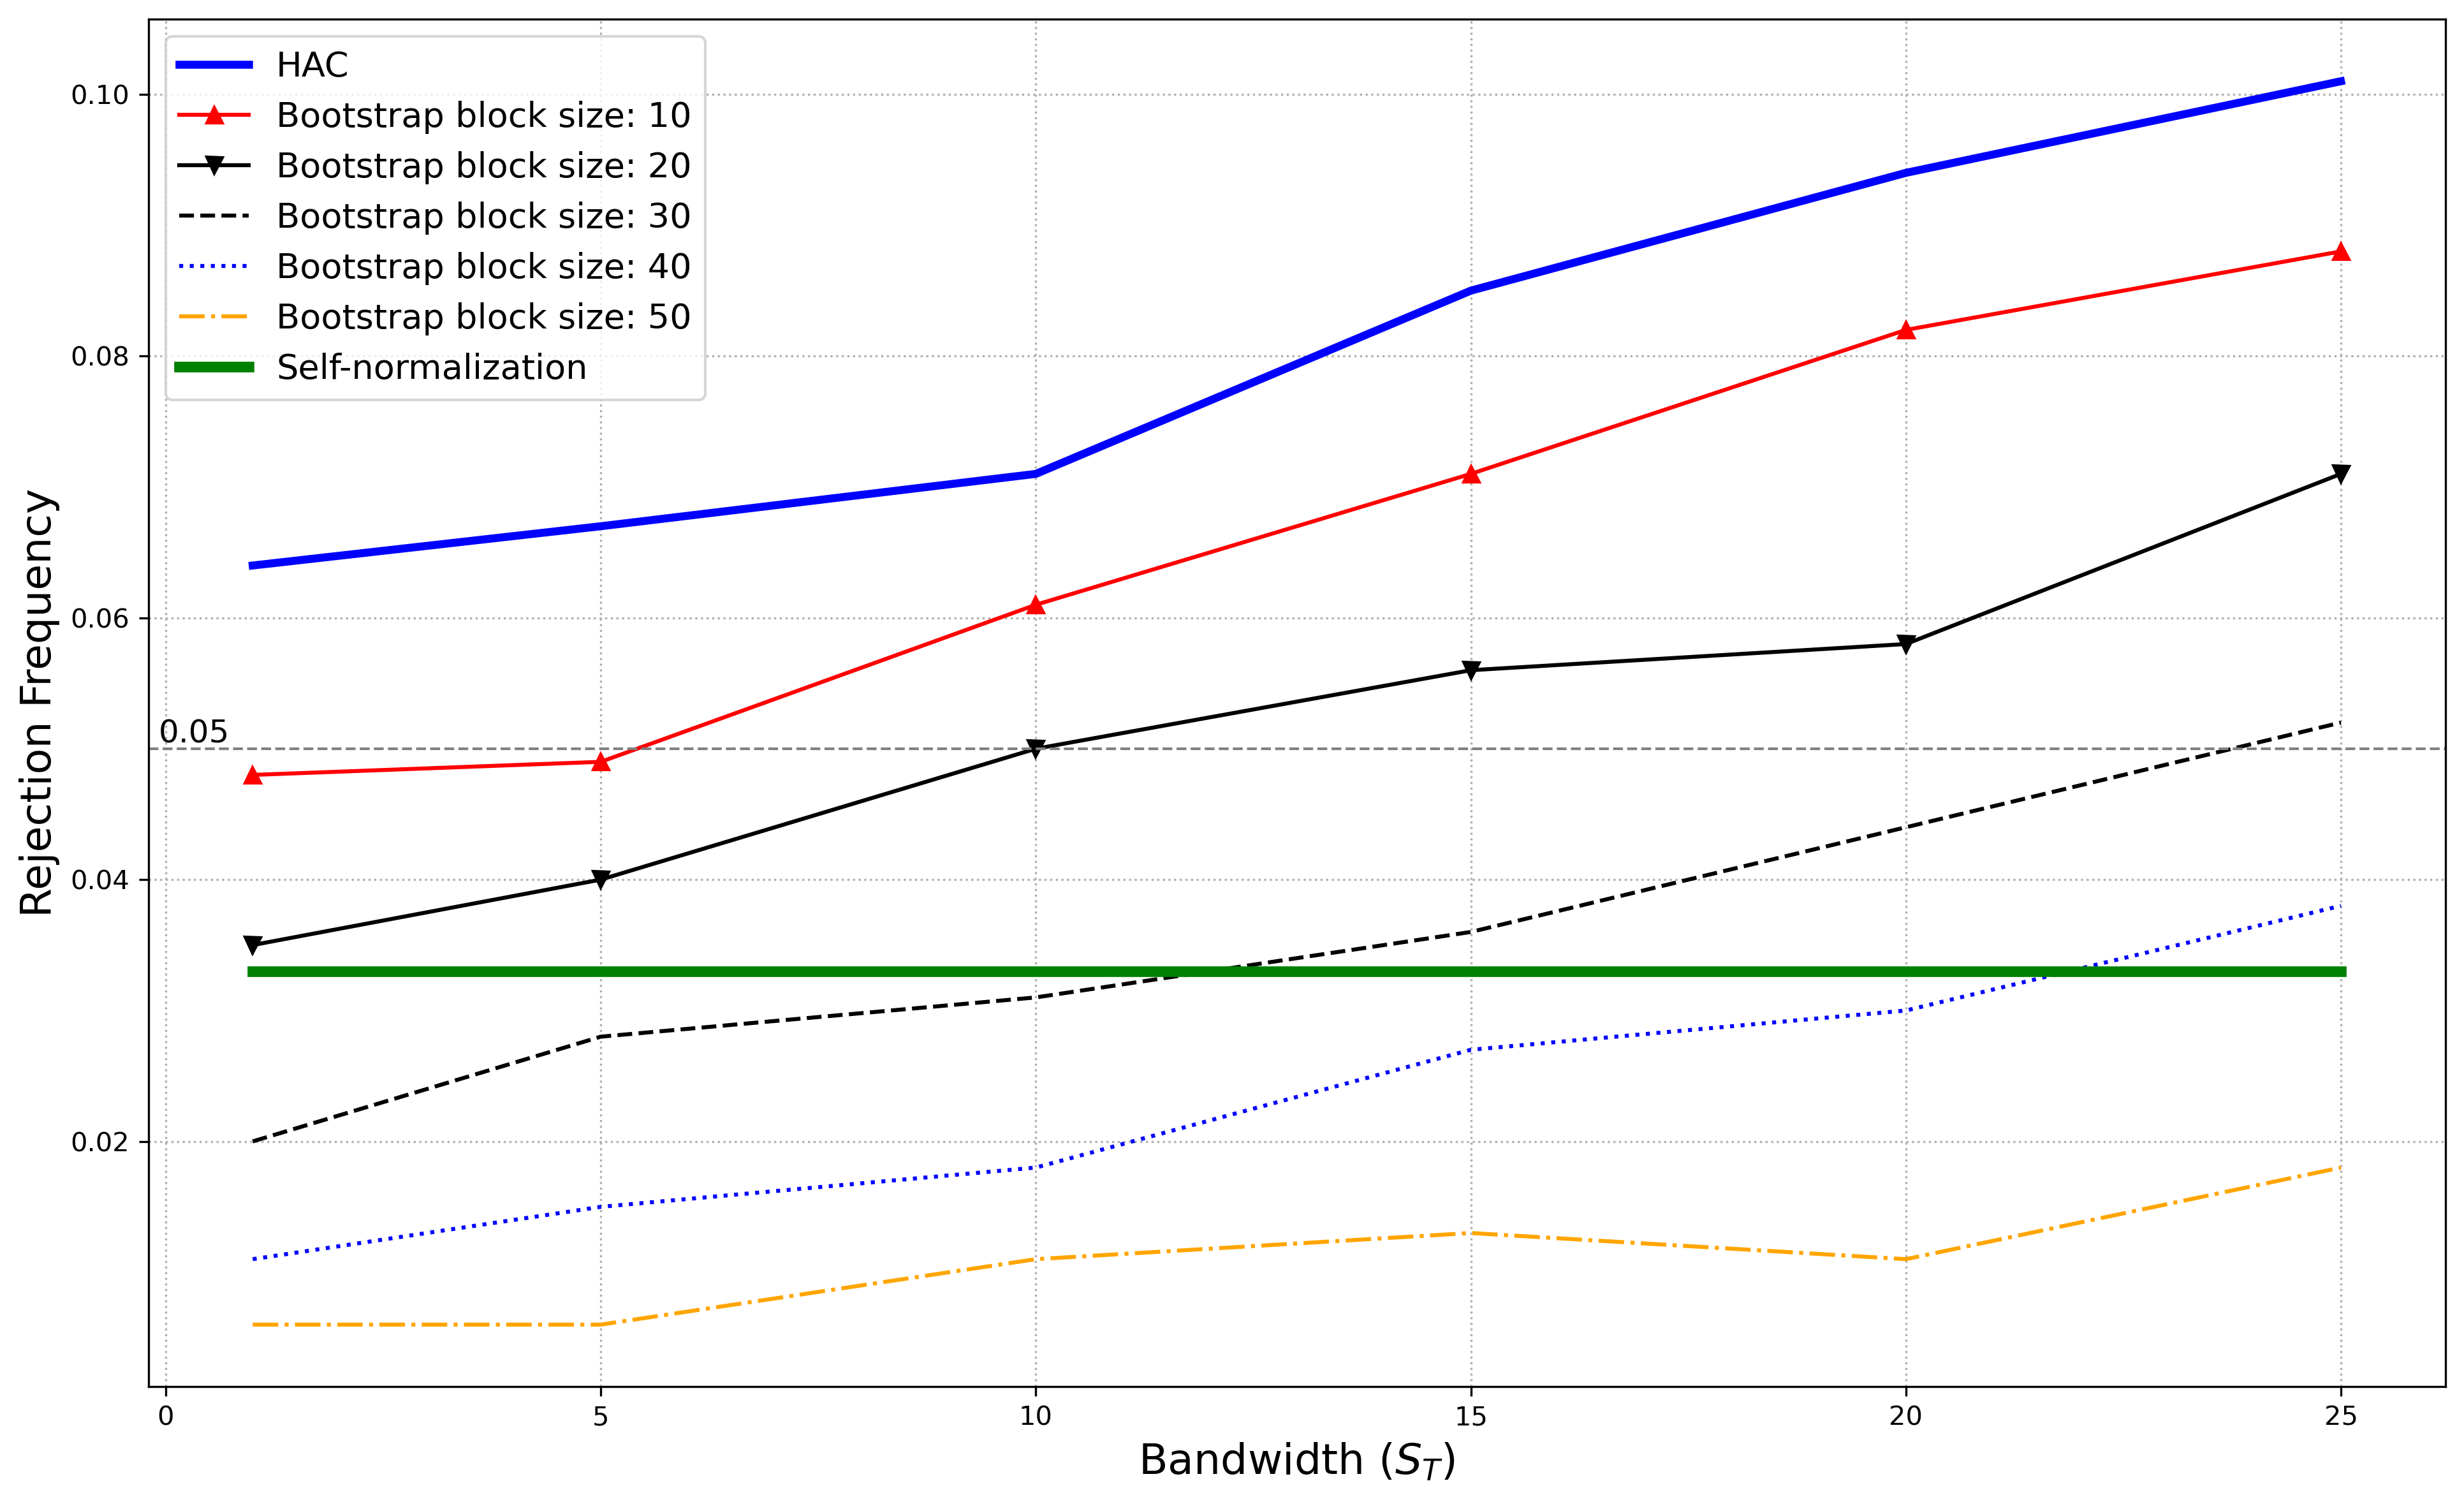 HAC
Bootstrap block size: 10
Bootstrap block size: 20
Bootstrap block size: 30
Bootstrap block size: 40
Bootstrap block size: 50
Self-normalization
Rejection Frequency
0.10
0.08
0.06
0.05
0.04
0.02
0 5 10 15 20 25
Bandwidth (S_T)